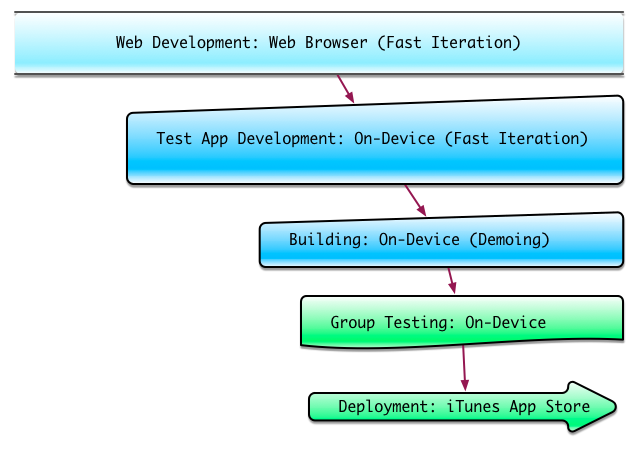 Web Development: Web Browser (Fast Iteration)
Test App Development: On-Device (Fast Iteration)
Building: On-Device (Demoing)
Group Testing: On-Device
Deployment: iTunes App Store